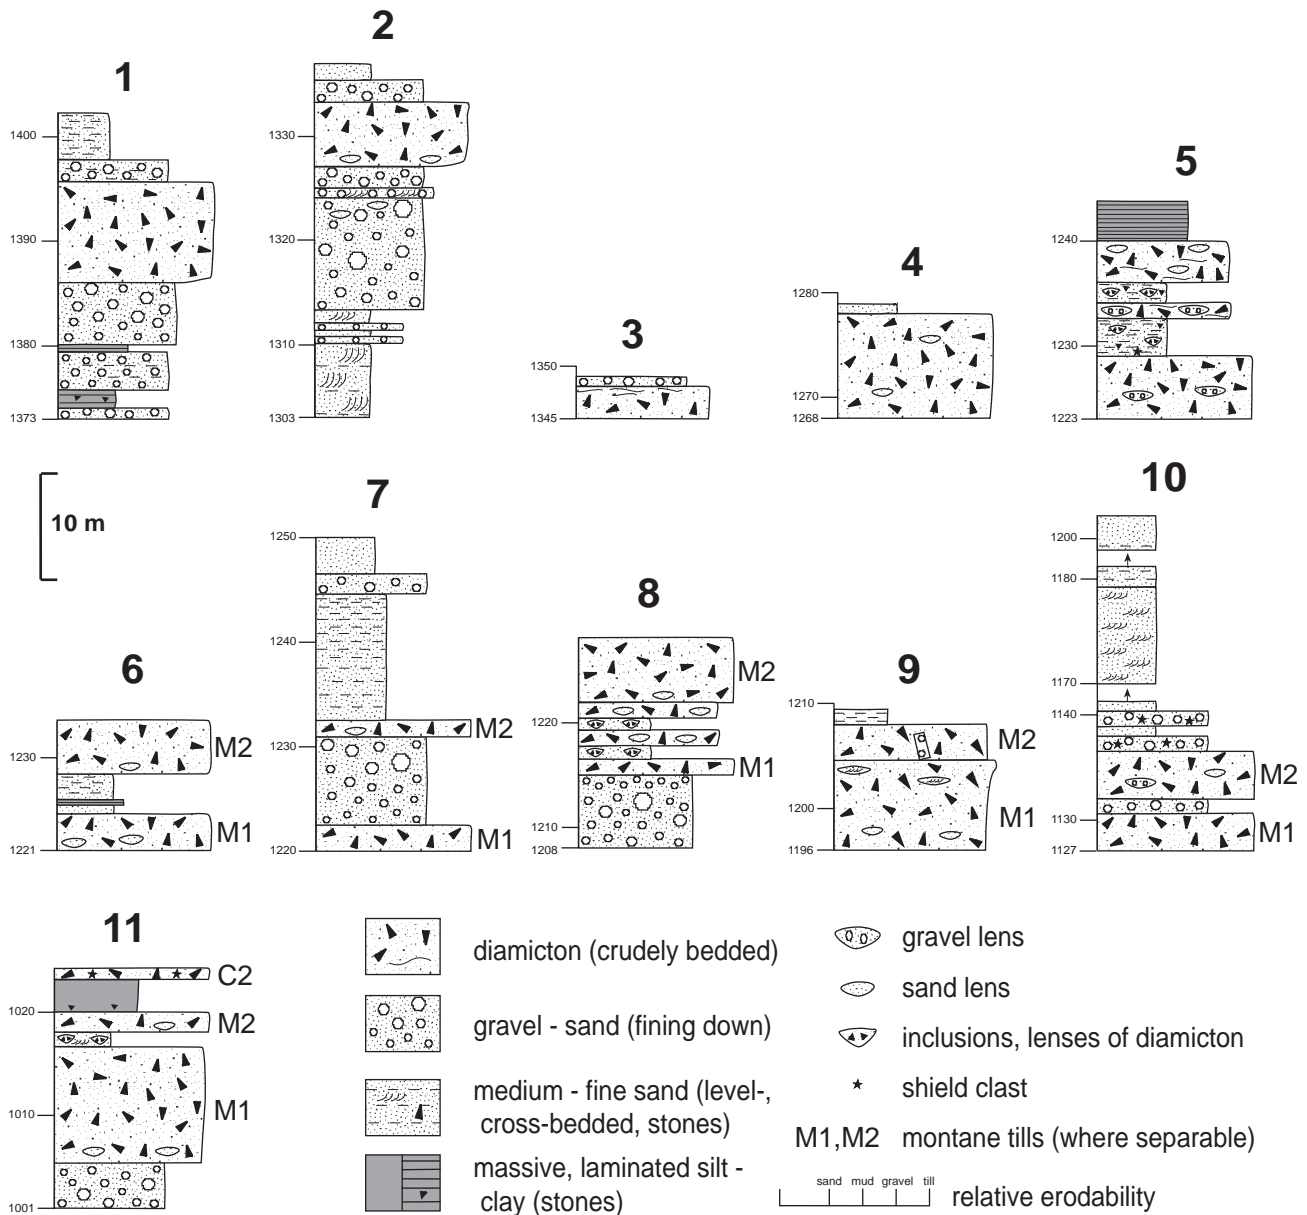 1
1400
1390
1380
1373
2
1330
1320
1310
1303
3
1350
1345
4
1280
1270
1268
5
1240
1230
1223
10 m
6
1230
1221
M2
M1
7
1250
1240
1230
1220
M2
M1
8
1220
1210
1208
M2
M1
9
1210
1200
1196
M2
M1
10
1200
1180
1170
1140
1130
1127
M2
M1
11
1020
1010
1001
C2
M2
M1
diamicton (crudely bedded)
gravel - sand (fining down)
medium - fine sand (level-,
cross-bedded, stones)
massive, laminated silt -
clay (stones)
gravel lens
sand lens
inclusions, lenses of diamicton
shield clast
M1,M2 montane tills (where separable)
sand mud gravel till
relative erodability